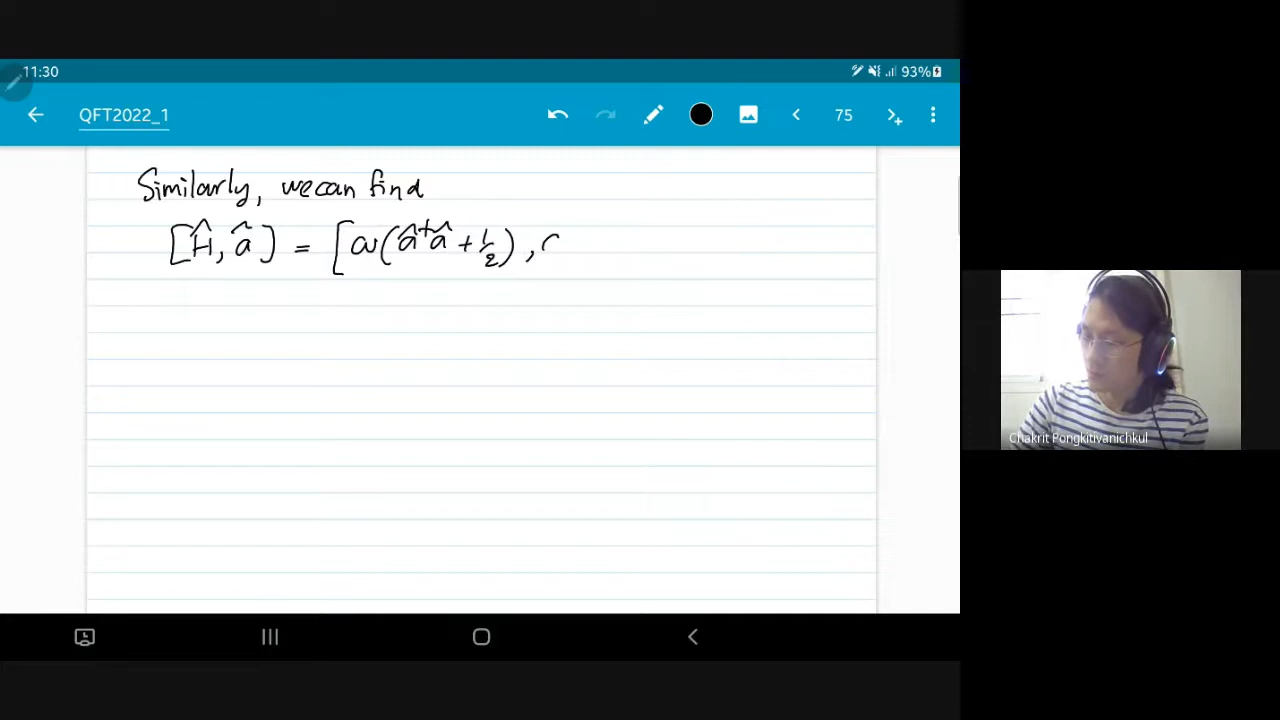 11:30
93%
QFT2022_1
75
Similarly, we can find
[Ĥ, â] = [ω(â†â + 1/2), 
Chakrit Pongkitivanichkul